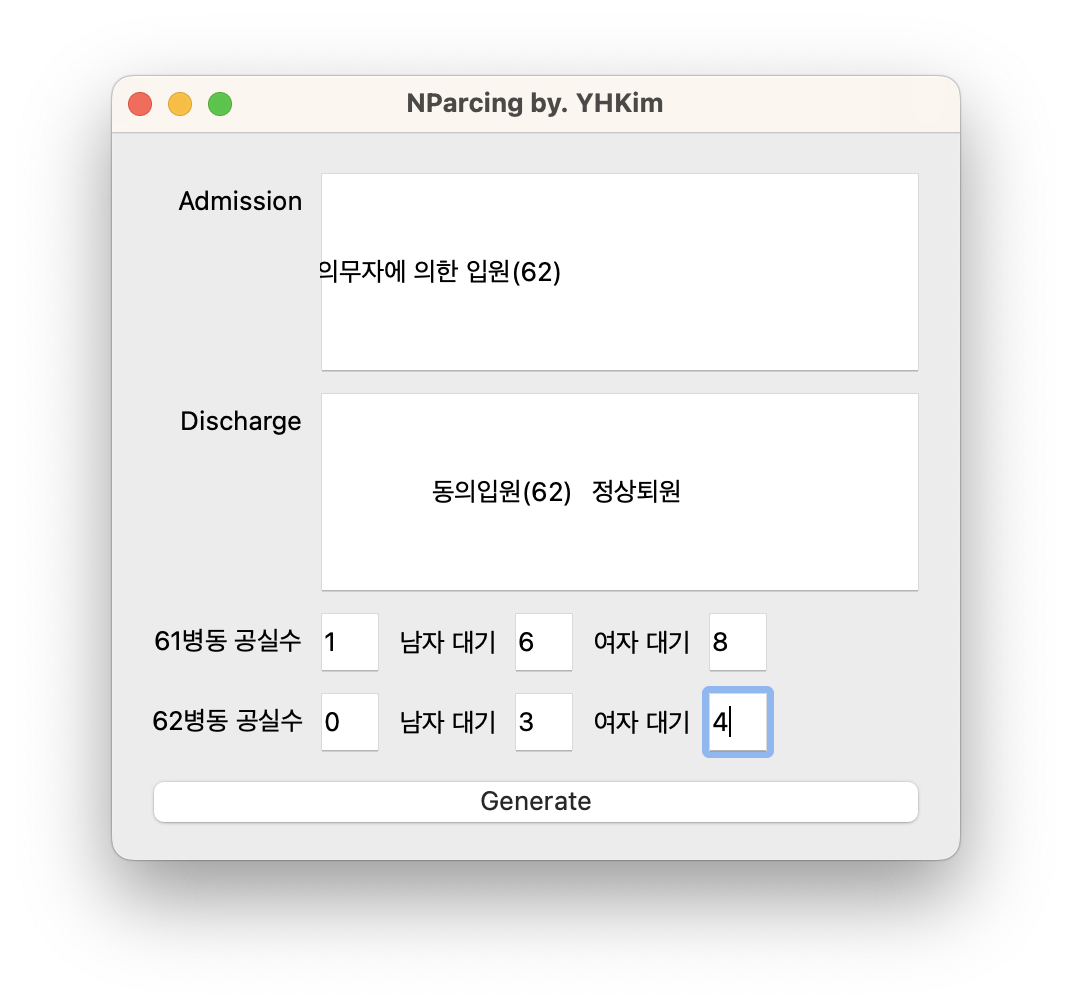 NParcing by. YHKim
Admission
의무자에 의한 입원(62)
Discharge
동의입원(62) 정상퇴원
61병동 공실수 1 남자 대기 6 여자 대기 8
62병동 공실수 0 남자 대기 3 여자 대기 4
Generate